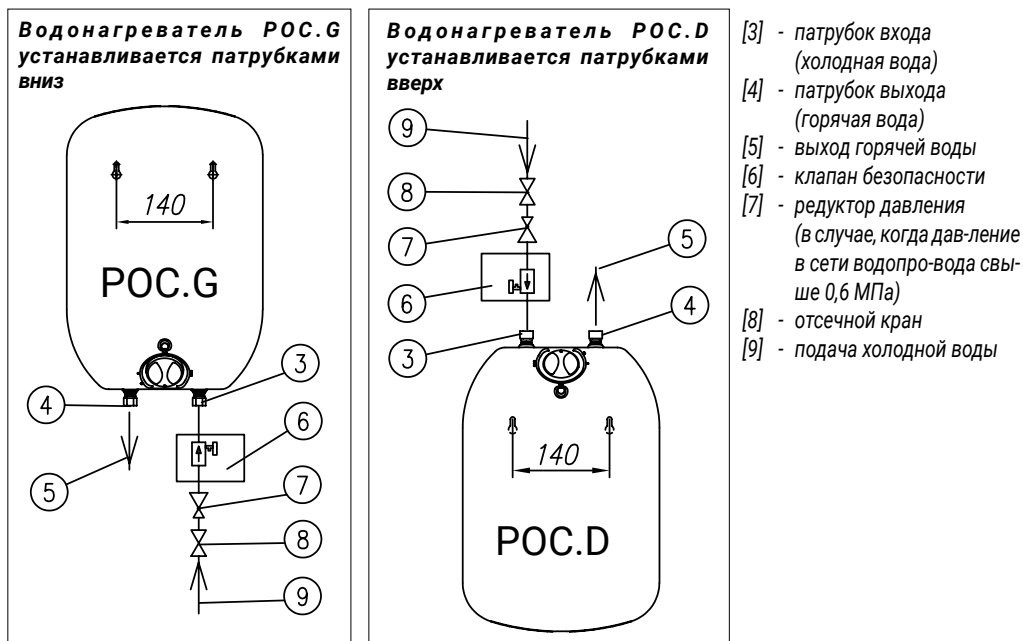 Водонагреватель POC.G
устанавливается патрубками
вниз
140
POC.G
3
4
6
5
7
8
9
Водонагреватель POC.D
устанавливается патрубками
вверх
9
8
7
5
6
4
3
140
POC.D
[3] - патрубок входа
(холодная вода)
[4] - патрубок выхода
(горячая вода)
[5] - выход горячей воды
[6] - клапан безопасности
[7] - редуктор давления
(в случае, когда дав-ление
в сети водопро-вода свы-
ше 0,6 МПа)
[8] - отсечной кран
[9] - подача холодной воды